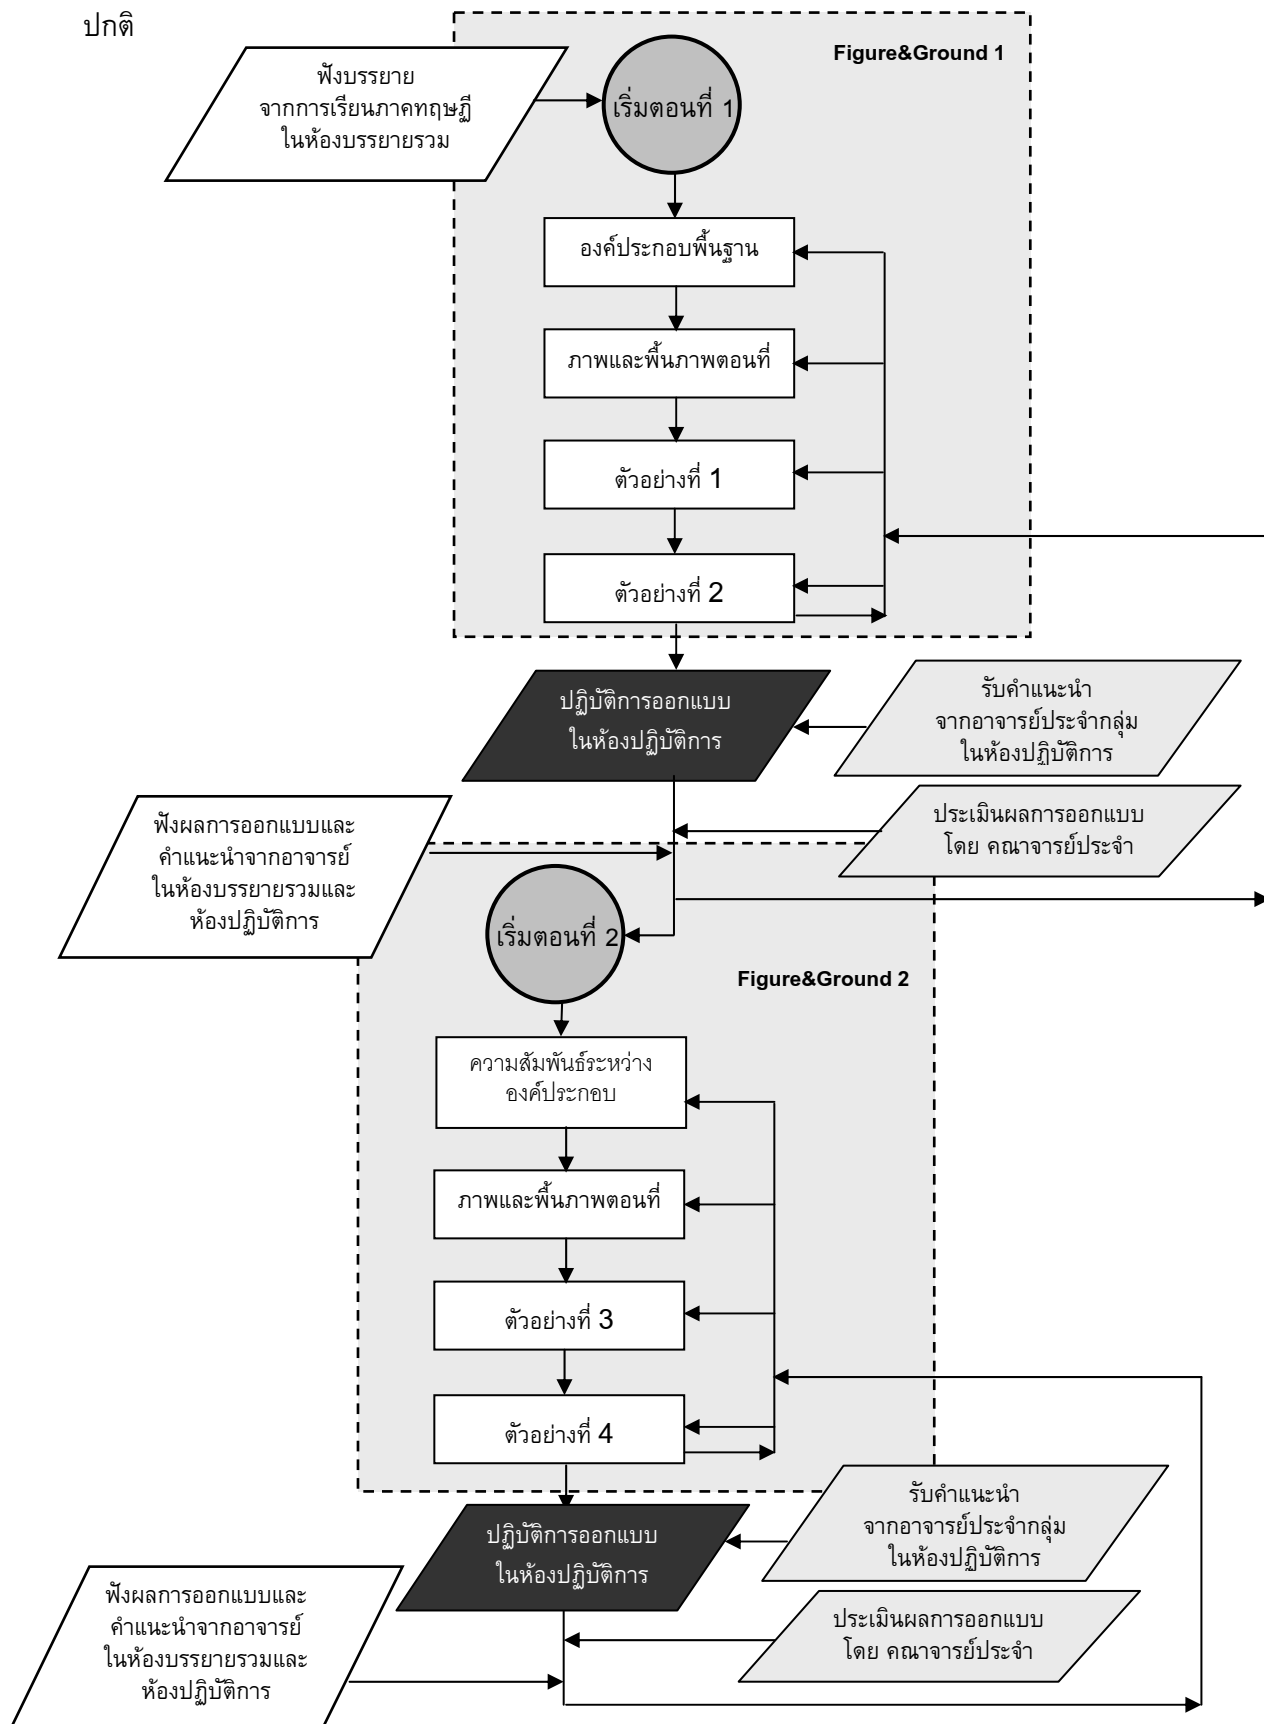 ปกติ
Figure&Ground 1
ฟังบรรยาย
จากการเรียนภาคทฤษฎี
ในห้องบรรยายรวม
เริ่มตอนที่ 1
องค์ประกอบพื้นฐาน
ภาพและพื้นภาพตอนที่
ตัวอย่างที่ 1
ตัวอย่างที่ 2
ปฏิบัติการออกแบบ
ในห้องปฏิบัติการ
รับคำแนะนำ
จากอาจารย์ประจำกลุ่ม
ในห้องปฏิบัติการ
ประเมินผลการออกแบบ
โดย คณาจารย์ประจำ
ฟังผลการออกแบบและ
คำแนะนำจากอาจารย์
ในห้องบรรยายรวมและ
ห้องปฏิบัติการ
เริ่มตอนที่ 2
Figure&Ground 2
ความสัมพันธ์ระหว่าง
องค์ประกอบ
ภาพและพื้นภาพตอนที่
ตัวอย่างที่ 3
ตัวอย่างที่ 4
ปฏิบัติการออกแบบ
ในห้องปฏิบัติการ
รับคำแนะนำ
จากอาจารย์ประจำกลุ่ม
ในห้องปฏิบัติการ
ประเมินผลการออกแบบ
โดย คณาจารย์ประจำ
ฟังผลการออกแบบและ
คำแนะนำจากอาจารย์
ในห้องบรรยายรวมและ
ห้องปฏิบัติการ